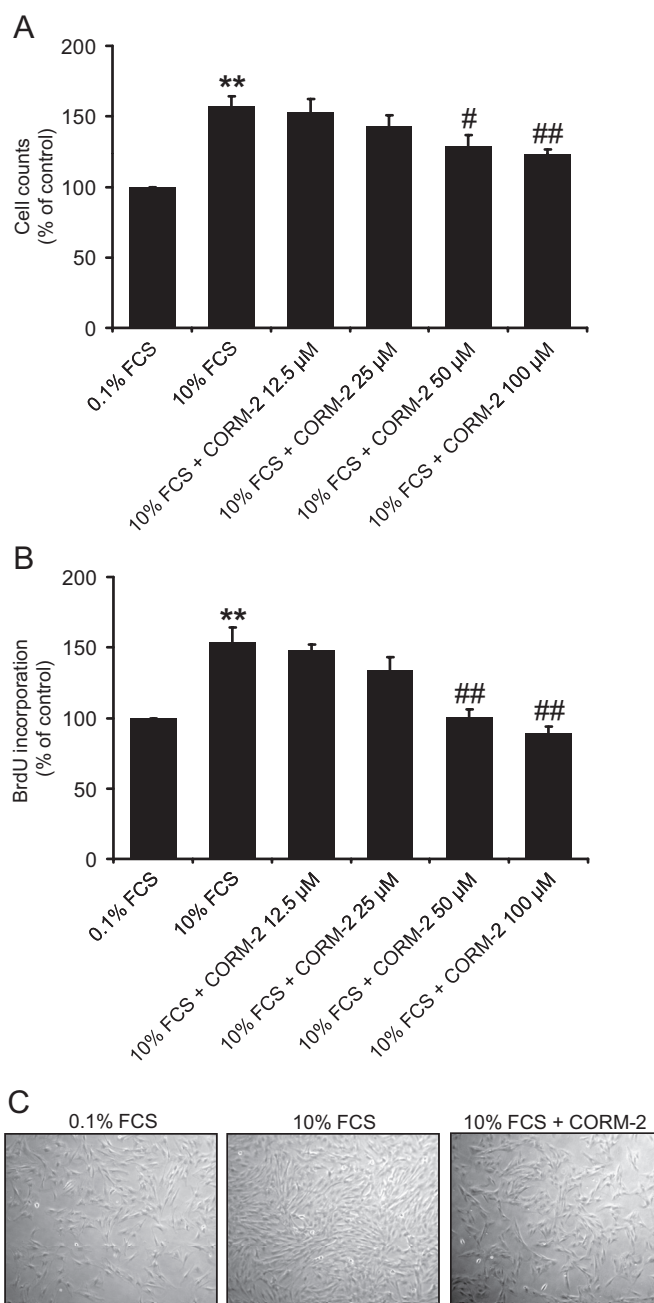 A
200
150
100
50
0
Cell counts
(% of control)
**
#
##
0.1% FCS
10% FCS
10% FCS + CORM-2 12.5 µM
10% FCS + CORM-2 25 µM
10% FCS + CORM-2 50 µM
10% FCS + CORM-2 100 µM
B
200
150
100
50
0
BrdU incorporation
(% of control)
**
##
##
0.1% FCS
10% FCS
10% FCS + CORM-2 12.5 µM
10% FCS + CORM-2 25 µM
10% FCS + CORM-2 50 µM
10% FCS + CORM-2 100 µM
C
0.1% FCS
10% FCS
10% FCS + CORM-2